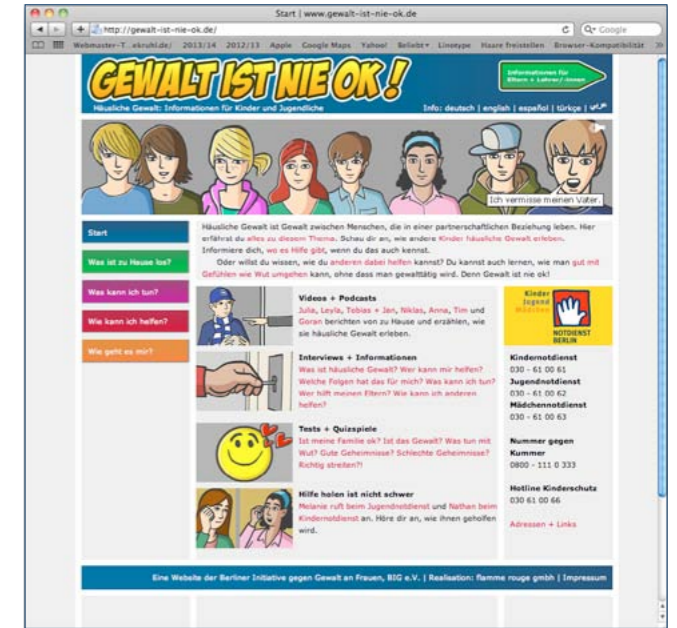 Start | www.gewalt-ist-nie-ok.de
http://gewalt-ist-nie-ok.de/
Google
Webmaster-T…ekruhl.de/ 2013/14 2012/13 Apple Google Maps Yahoo! Beliebt Linotype Haare freistellen Browser-Kompatibilität
GEWALT IST NIE OK!
Informationen für
Eltern + Lehrer/-innen
Häusliche Gewalt: Informationen für Kinder und Jugendliche
Info: deutsch | english | español | türkçe | عربي
Ich vermisse meinen Vater.
Start
Was ist zu Hause los?
Was kann ich tun?
Wie kann ich helfen?
Wie geht es mir?
Häusliche Gewalt ist Gewalt zwischen Menschen, die in einer partnerschaftlichen Beziehung leben. Hier
erfährst du alles zu diesem Thema. Schau dir an, wie andere Kinder häusliche Gewalt erleben.
Informiere dich, wo es Hilfe gibt, wenn du das auch kennst.
Oder willst du wissen, wie du anderen dabei helfen kannst? Du kannst auch lernen, wie man gut mit
Gefühlen wie Wut umgehen kann, ohne dass man gewalttätig wird. Denn Gewalt ist nie ok!
Videos + Podcasts
Julia, Leyla, Tobias + Jan, Niklas, Anna, Tim und
Goran berichten von zu Hause und erzählen, wie
sie häusliche Gewalt erleben.
Interviews + Informationen
Was ist häusliche Gewalt? Wer kann mir helfen?
Welche Folgen hat das für mich? Was kann ich tun?
Wer hilft meinen Eltern? Wie kann ich anderen
helfen?
Tests + Quizspiele
Ist meine Familie ok? Ist das Gewalt? Was tun mit
Wut? Gute Geheimnisse? Schlechte Geheimnisse?
Richtig streiten?!
Hilfe holen ist nicht schwer
Melanie ruft beim Jugendnotdienst und Nathan beim
Kindernotdienst an. Höre dir an, wie ihnen geholfen
wird.
Kinder
Jugend
Mädchen
NOTDIENST
BERLIN
Kindernotdienst
030 - 61 00 61
Jugendnotdienst
030 - 61 00 62
Mädchennotdienst
030 - 61 00 63
Nummer gegen
Kummer
0800 - 111 0 333
Hotline Kinderschutz
030 61 00 66
Adressen + Links
Eine Website der Berliner Initiative gegen Gewalt an Frauen, BIG e.V. | Realisation: flamme rouge gmbh | Impressum